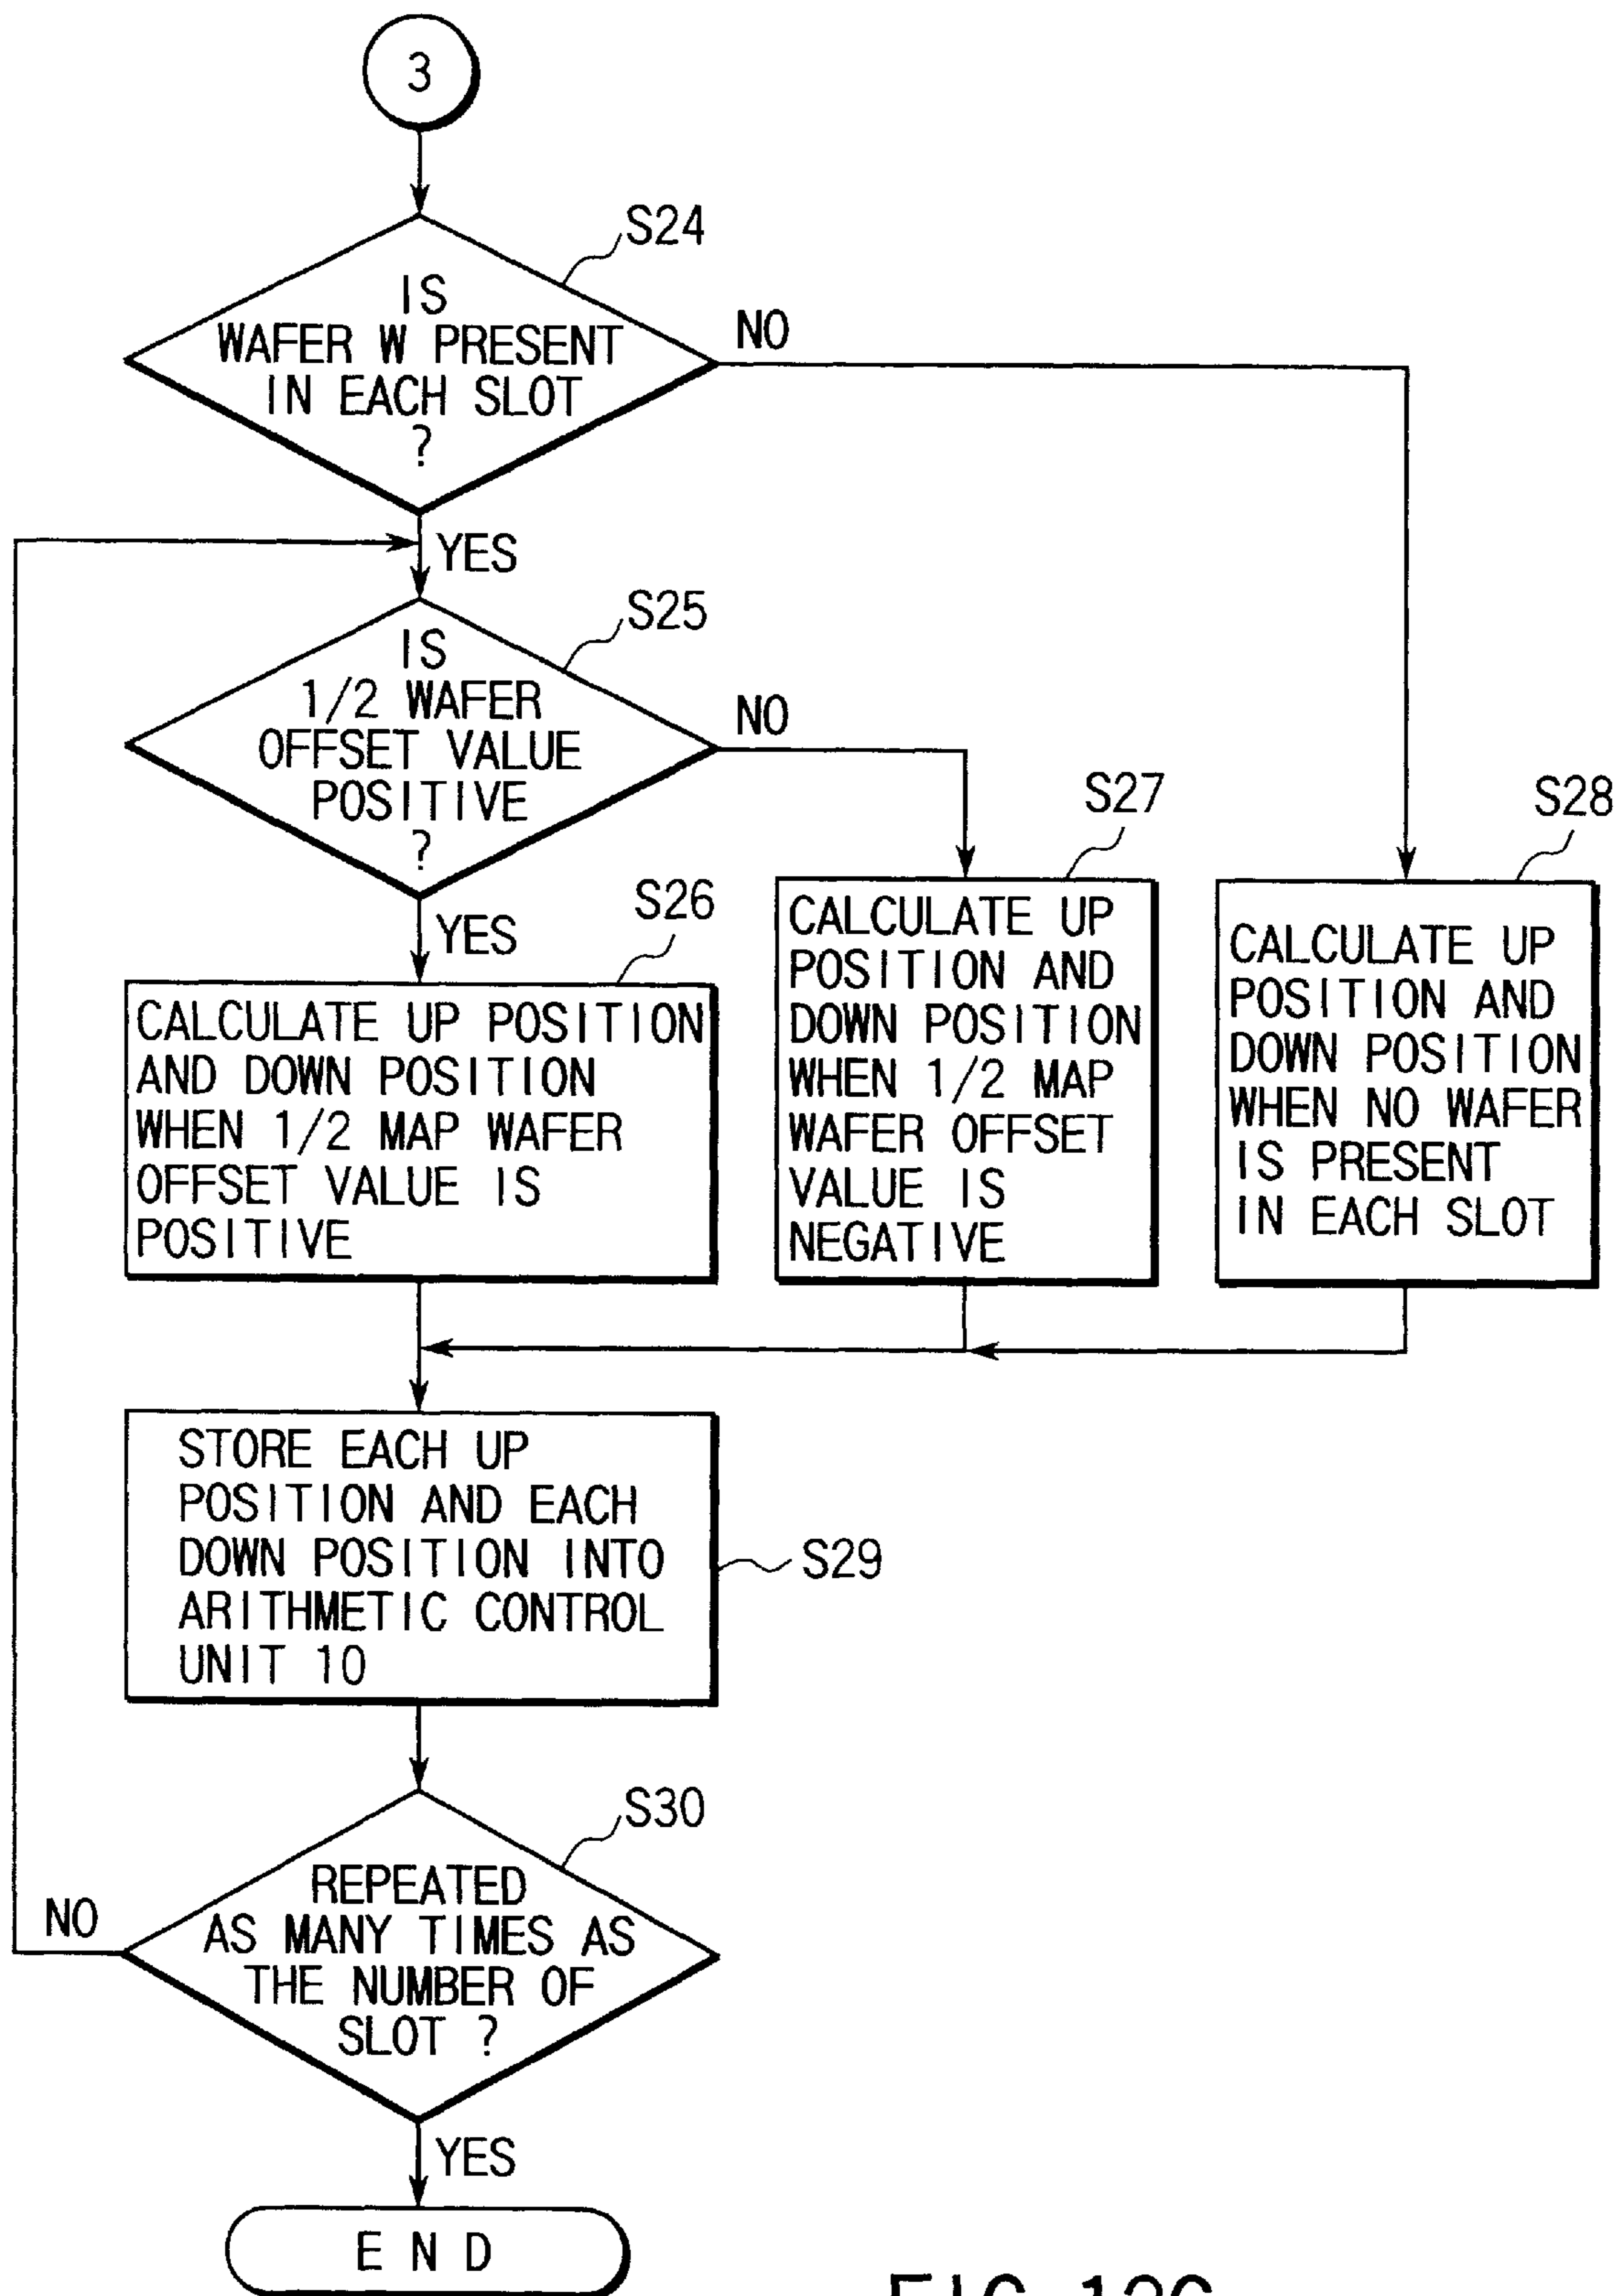 3
S24
IS
WAFER W PRESENT
IN EACH SLOT
?
NO
YES
S25
IS
1/2 WAFER
OFFSET VALUE
POSITIVE
?
NO
YES
S26
CALCULATE UP POSITION
AND DOWN POSITION
WHEN 1/2 MAP WAFER
OFFSET VALUE IS
POSITIVE
S27
CALCULATE UP
POSITION AND
DOWN POSITION
WHEN 1/2 MAP
WAFER OFFSET
VALUE IS
NEGATIVE
S28
CALCULATE UP
POSITION AND
DOWN POSITION
WHEN NO WAFER
IS PRESENT
IN EACH SLOT
STORE EACH UP
POSITION AND EACH
DOWN POSITION INTO
ARITHMETIC CONTROL
UNIT 10
S29
S30
REPEATED
AS MANY TIMES AS
THE NUMBER OF
SLOT ?
NO
YES
END